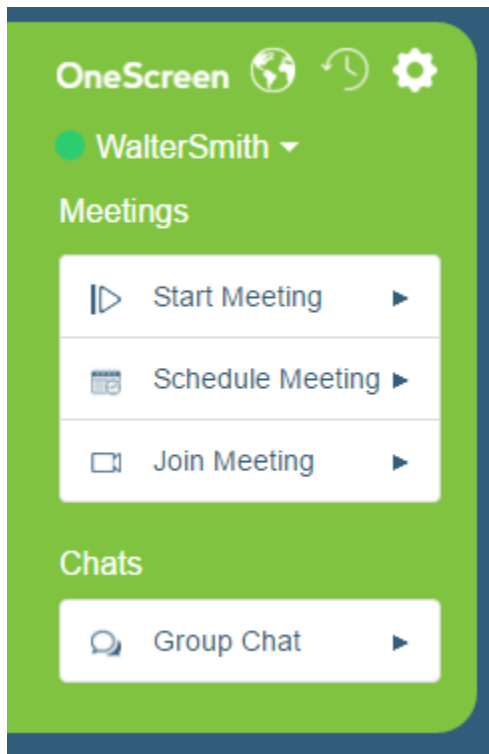 OneScreen
WalterSmith
Meetings
Start Meeting
Schedule Meeting
Join Meeting
Chats
Group Chat